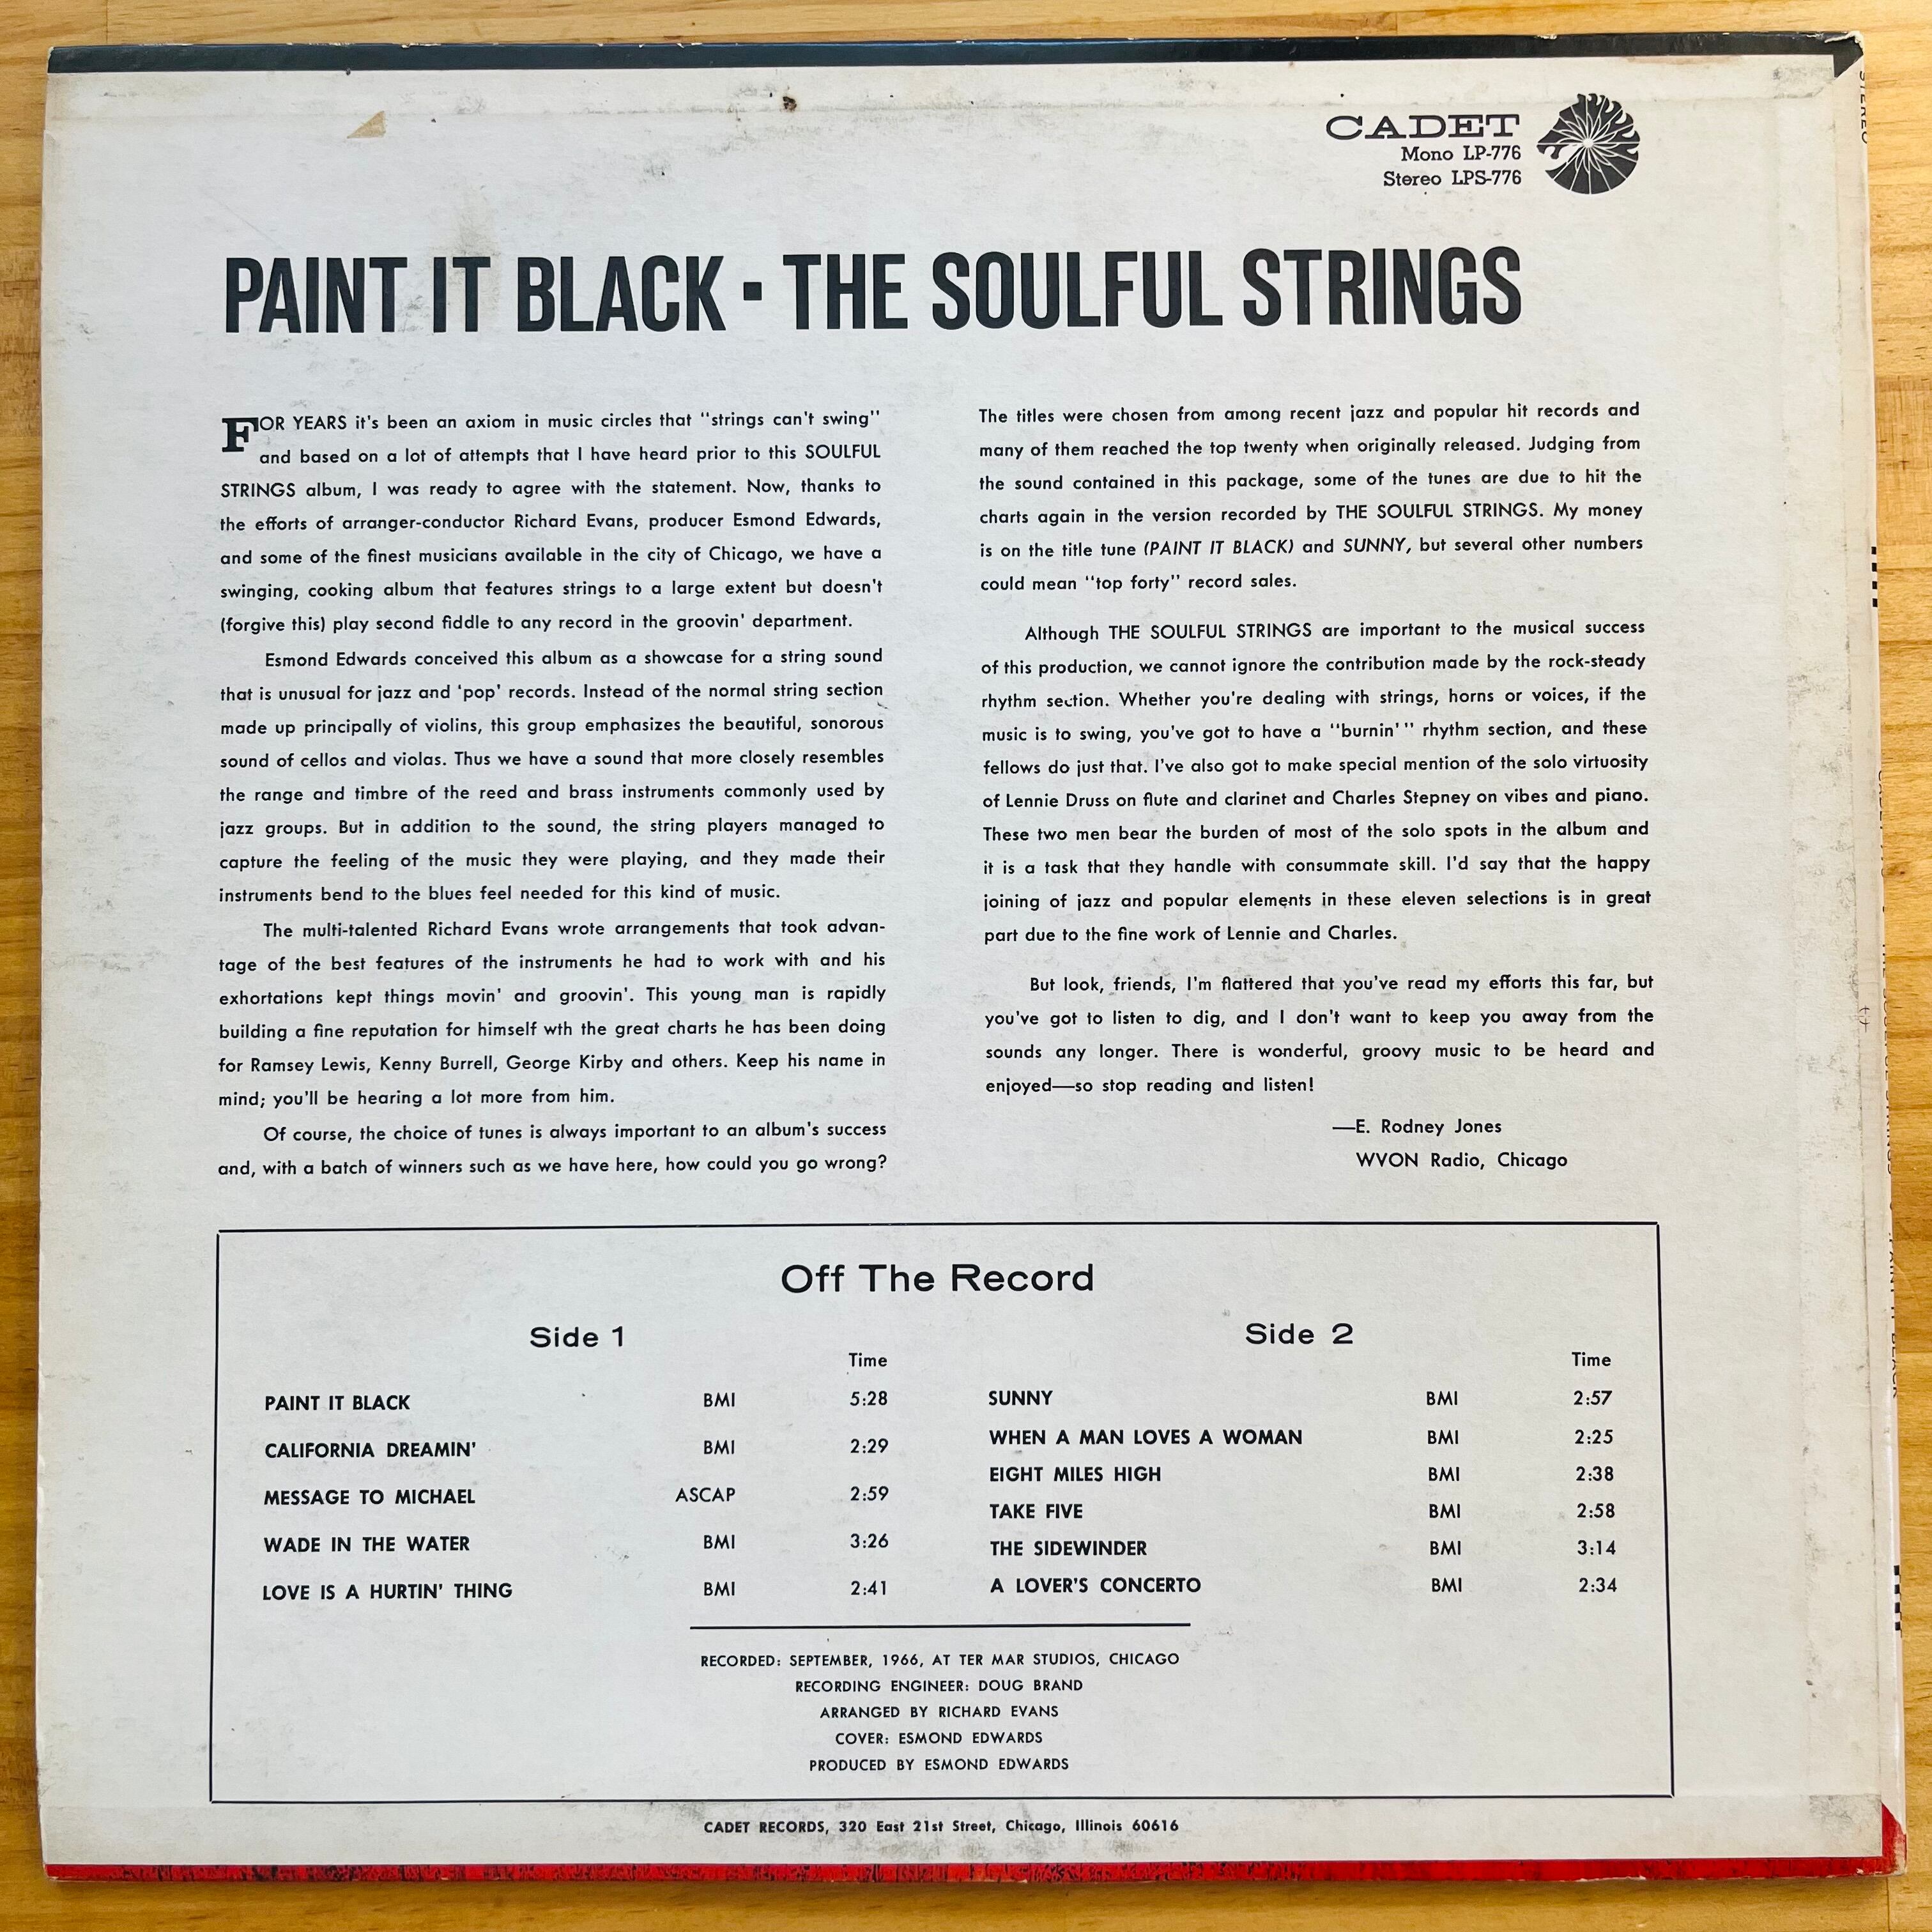 CADET
Mono LP-776
Stereo LPS-776
PAINT IT BLACK · THE SOULFUL STRINGS
FOR YEARS it's been an axiom in music circles that "strings can't swing"
and based on a lot of attempts that I have heard prior to this SOULFUL
STRINGS album, I was ready to agree with the statement. Now, thanks to
the efforts of arranger-conductor Richard Evans, producer Esmond Edwards,
and some of the finest musicians available in the city of Chicago, we have a
swinging, cooking album that features strings to a large extent but doesn't
(forgive this) play second fiddle to any record in the groovin' department.
Esmond Edwards conceived this album as a showcase for a string sound
that is unusual for jazz and 'pop' records. Instead of the normal string section
made up principally of violins, this group emphasizes the beautiful, sonorous
sound of cellos and violas. Thus we have a sound that more closely resembles
the range and timbre of the reed and brass instruments commonly used by
jazz groups. But in addition to the sound, the string players managed to
capture the feeling of the music they were playing, and they made their
instruments bend to the blues feel needed for this kind of music.
The multi-talented Richard Evans wrote arrangements that took advan-
tage of the best features of the instruments he had to work with and his
exhortations kept things movin' and groovin'. This young man is rapidly
building a fine reputation for himself wth the great charts he has been doing
for Ramsey Lewis, Kenny Burrell, George Kirby and others. Keep his name in
mind; you'll be hearing a lot more from him.
Of course, the choice of tunes is always important to an album's success
and, with a batch of winners such as we have here, how could you go wrong?
The titles were chosen from among recent jazz and popular hit records and
many of them reached the top twenty when originally released. Judging from
the sound contained in this package, some of the tunes are due to hit the
charts again in the version recorded by THE SOULFUL STRINGS. My money
is on the title tune (PAINT IT BLACK) and SUNNY, but several other numbers
could mean "top forty" record sales.
Although THE SOULFUL STRINGS are important to the musical success
of this production, we cannot ignore the contribution made by the rock-steady
rhythm section. Whether you're dealing with strings, horns or voices, if the
music is to swing, you've got to have a "burnin'" rhythm section, and these
fellows do just that. I've also got to make special mention of the solo virtuosity
of Lennie Druss on flute and clarinet and Charles Stepney on vibes and piano.
These two men bear the burden of most of the solo spots in the album and
it is a task that they handle with consummate skill. I'd say that the happy
joining of jazz and popular elements in these eleven selections is in great
part due to the fine work of Lennie and Charles.
But look, friends, I'm flattered that you've read my efforts this far, but
you've got to listen to dig, and I don't want to keep you away from the
sounds any longer. There is wonderful, groovy music to be heard and
enjoyed—so stop reading and listen!
—E. Rodney Jones
WVON Radio, Chicago
Off The Record
Side 1
Time
PAINT IT BLACK BMI 5:28
CALIFORNIA DREAMIN' BMI 2:29
MESSAGE TO MICHAEL ASCAP 2:59
WADE IN THE WATER BMI 3:26
LOVE IS A HURTIN' THING BMI 2:41
Side 2
Time
SUNNY BMI 2:57
WHEN A MAN LOVES A WOMAN BMI 2:25
EIGHT MILES HIGH BMI 2:38
TAKE FIVE BMI 2:58
THE SIDEWINDER BMI 3:14
A LOVER'S CONCERTO BMI 2:34
RECORDED: SEPTEMBER, 1966, AT TER MAR STUDIOS, CHICAGO
RECORDING ENGINEER: DOUG BRAND
ARRANGED BY RICHARD EVANS
COVER: ESMOND EDWARDS
PRODUCED BY ESMOND EDWARDS
CADET RECORDS, 320 East 21st Street, Chicago, Illinois 60616
STEREO